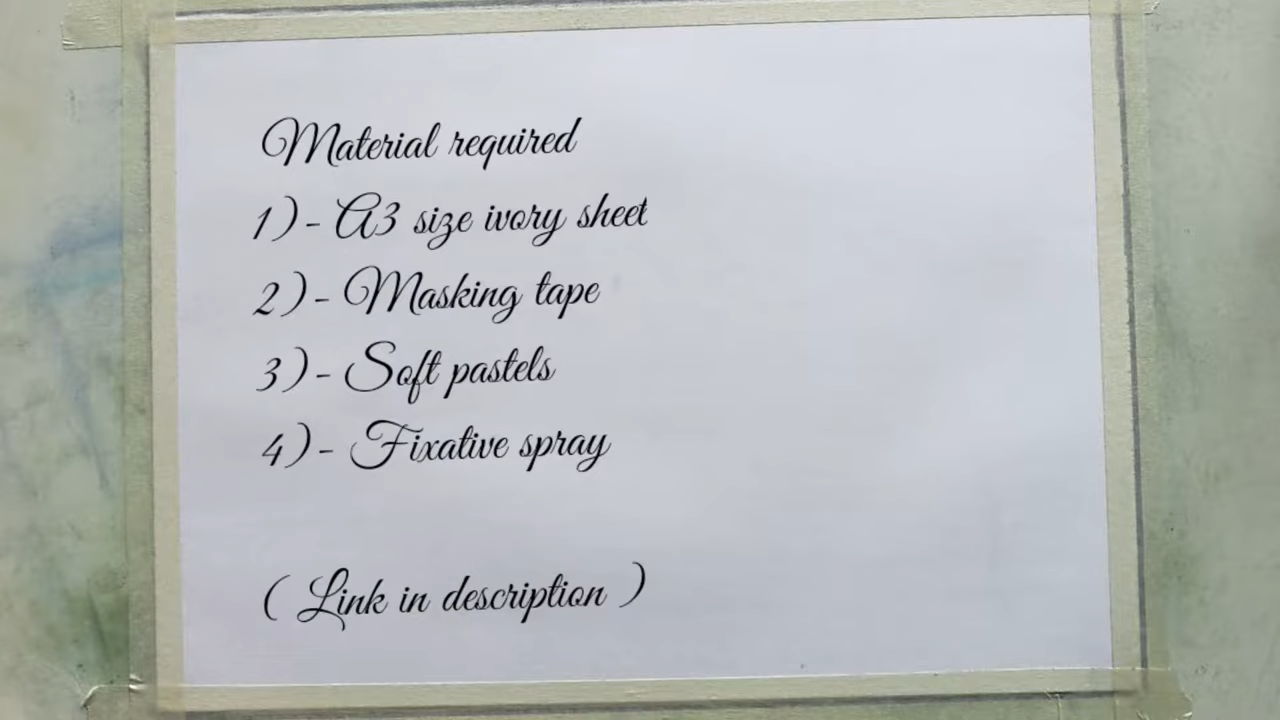 Material required
1)- A3 size ivory sheet
2)- Masking tape
3)- Soft pastels
4)- Fixative spray
( Link in description )